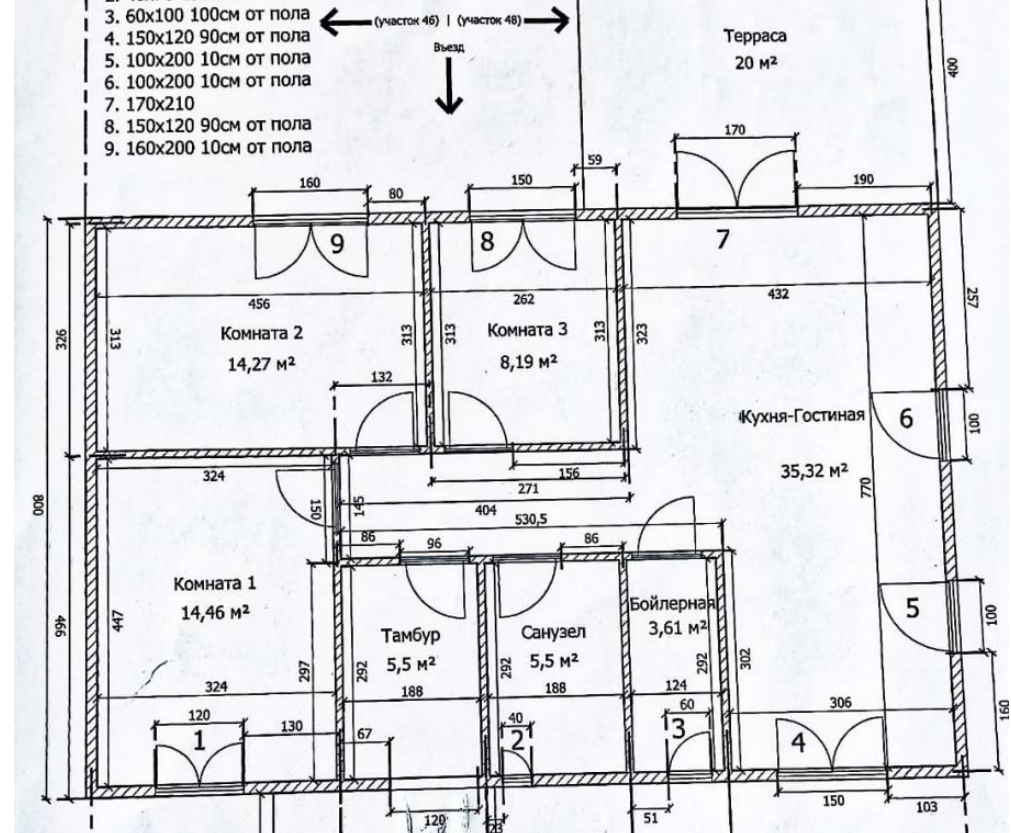 3. 60x100 100см от пола
4. 150x120 90см от пола
5. 100x200 10см от пола
6. 100x200 10см от пола
7. 170x210
8. 150x120 90см от пола
9. 160x200 10см от пола
(участок 46) | (участок 48)
Въезд
Терраса
20 м²
400
160
80
150
59
170
190
9
8
7
456
262
432
257
326
313
313
313
313
323
Комната 2
14,27 м²
Комната 3
8,19 м²
132
Кухня-Гостиная
35,32 м²
6
100
770
156
271
404
530,5
324
150
145
800
86
96
86
Комната 1
14,46 м²
447
466
297
Тамбур
5,5 м²
292
Санузел
5,5 м²
292
Бойлерная
3,61 м²
292
302
5
100
324
188
188
124
306
160
120
1
130
67
40
2
60
3
4
120
23
51
150
103